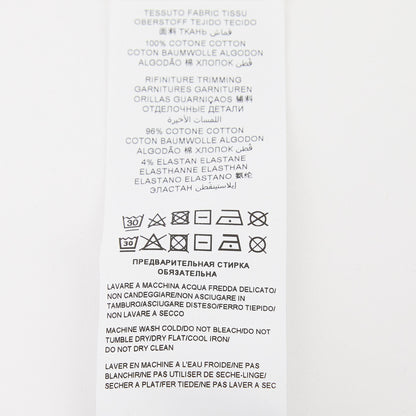 TESSUTO FABRIC TISSU
OBERSTOFF TEJIDO TECIDO
面料 ТКАНЬ قماش
100% COTONE COTTON
COTON BAUMWOLLE ALGODON
ALGODÃO 棉 ХЛОПОК قطن
RIFINITURE TRIMMING
GARNITURES GARNITUREN
ORILLAS GUARNIÇAOS 辅料
ОТДЕЛОЧНЫЕ ДЕТАЛИ
اللمسات الأخيرة
96% COTONE COTTON
COTON BAUMWOLLE ALGODON
ALGODÃO 棉 ХЛОПОК قطن
4% ELASTAN ELASTANE
ELASTHANNE ELASTHAN
ELASTANO ELASTANO
ЭЛАСТАН
30
30
ПРЕДВАРИТЕЛЬНАЯ СТИРКА
ОБЯЗАТЕЛЬНА
LAVARE A MACCHINA ACQUA FREDDA DELICATO/
NON CANDEGGIARE/NON ASCIUGARE IN
TAMBURO/ASCIUGARE DISTESO/FERRO TIEPIDO/
NON LAVARE A SECCO
MACHINE WASH COLD/DO NOT BLEACH/DO NOT
TUMBLE DRY/DRY FLAT/COOL IRON/
DO NOT DRY CLEAN
LAVER EN MACHINE A L'EAU FROIDE/NE PAS
BLANCHIR/NE PAS UTILISER DE SECHE-LINGE/
SECHER A PLAT/FER TIEDE/NE PAS LAVER A SEC